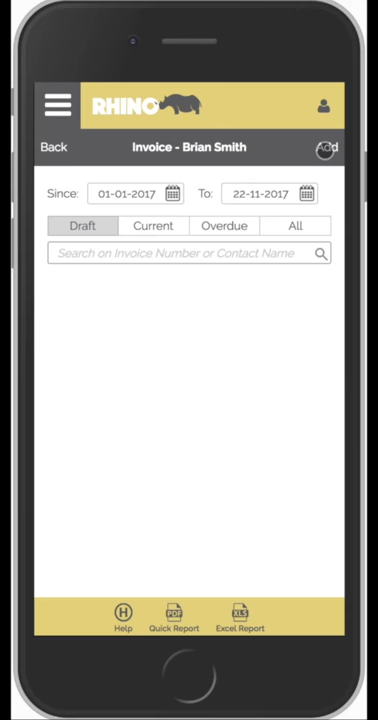 RHINO
Back Invoice - Brian Smith Add
Since: 01-01-2017 To: 22-11-2017
Draft Current Overdue All
Search on Invoice Number or Contact Name
H PDF XLS
Help Quick Report Excel Report